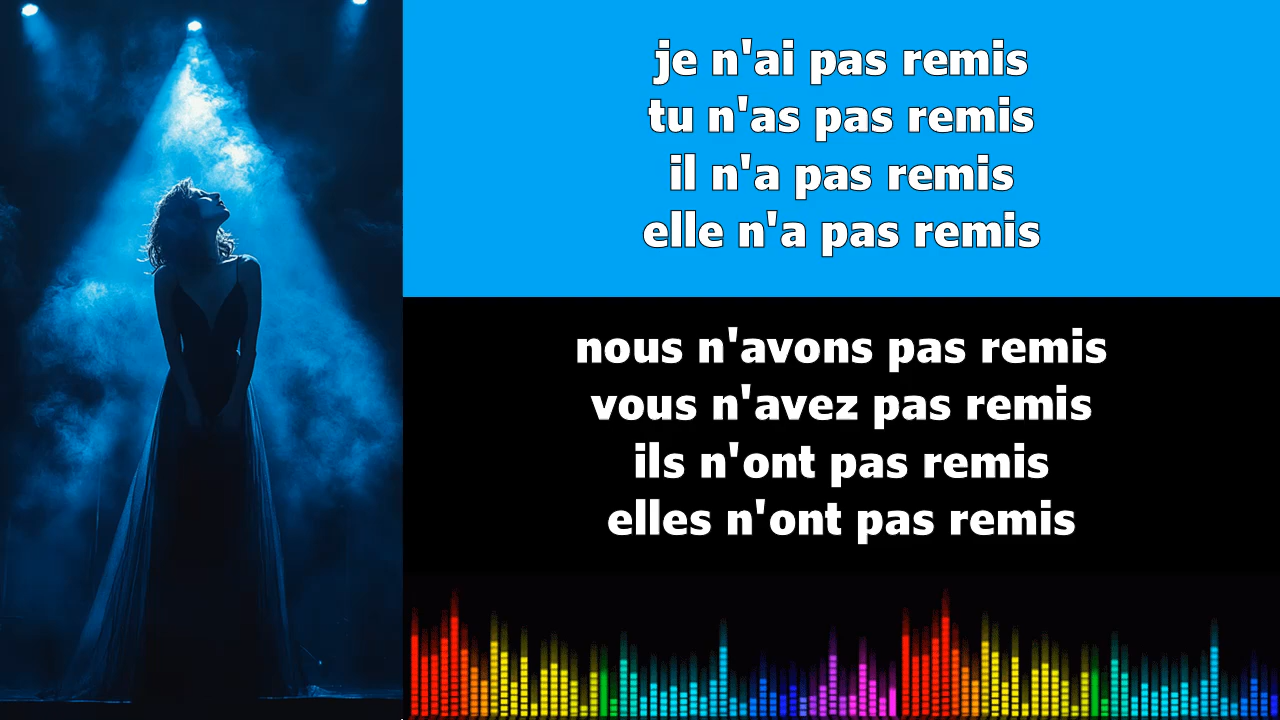 je n'ai pas remis
tu n'as pas remis
il n'a pas remis
elle n'a pas remis
nous n'avons pas remis
vous n'avez pas remis
ils n'ont pas remis
elles n'ont pas remis